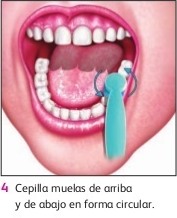 4 Cepilla muelas de arriba
y de abajo en forma circular.